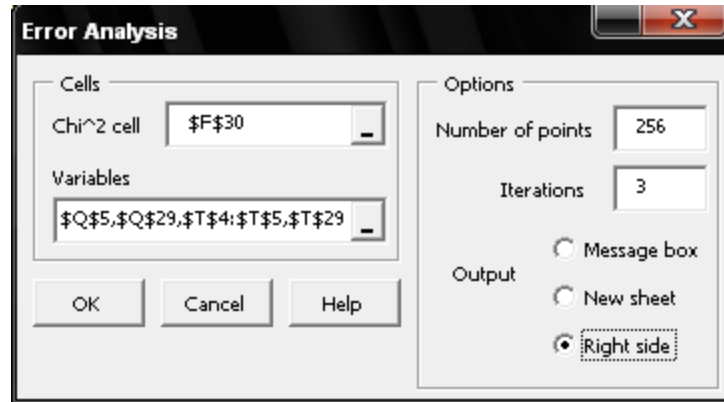 Error Analysis
Cells
Chi^2 cell $F$30
Variables
$Q$5,$Q$29,$T$4:$T$5,$T$29
OK Cancel Help
Options
Number of points 256
Iterations 3
Output
Message box
New sheet
Right side